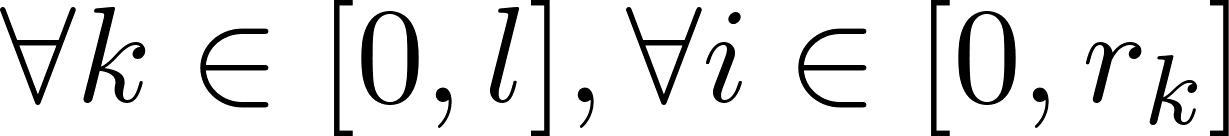 ∀k ∈ [0, l], ∀i ∈ [0, r_k]